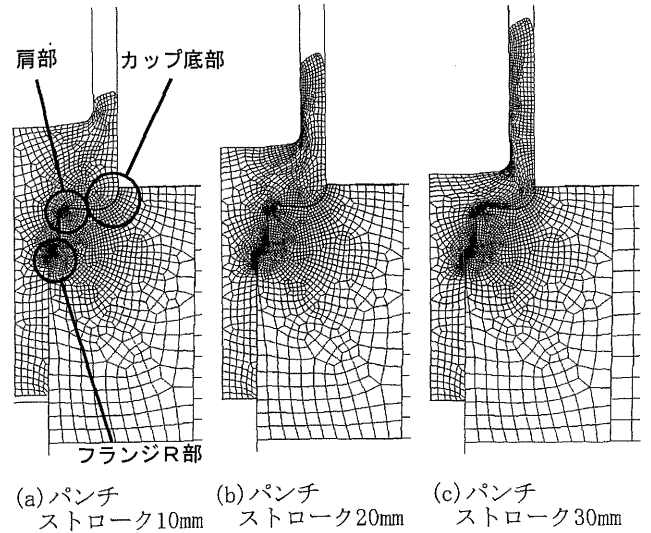 肩部
カップ底部
フランジR部
(a)パンチ
ストローク10mm
(b)パンチ
ストローク20mm
(c)パンチ
ストローク30mm